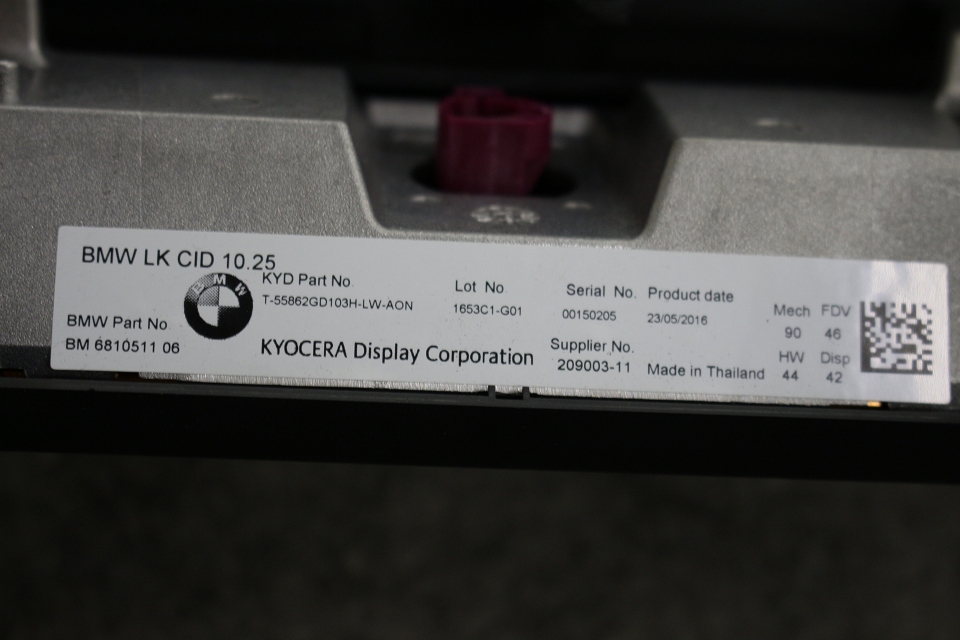 BMW LK CID 10.25
BMW
BMW Part No
BM 6810511 06
KYD Part No.
T-55862GD103H-LW-AON
KYOCERA Display Corporation
Lot No.
1653C1-G01
Serial No.
00150205
Supplier No.
209003-11
Product date
23/05/2016
Made in Thailand
Mech FDV
90 46
HW Disp
44 42